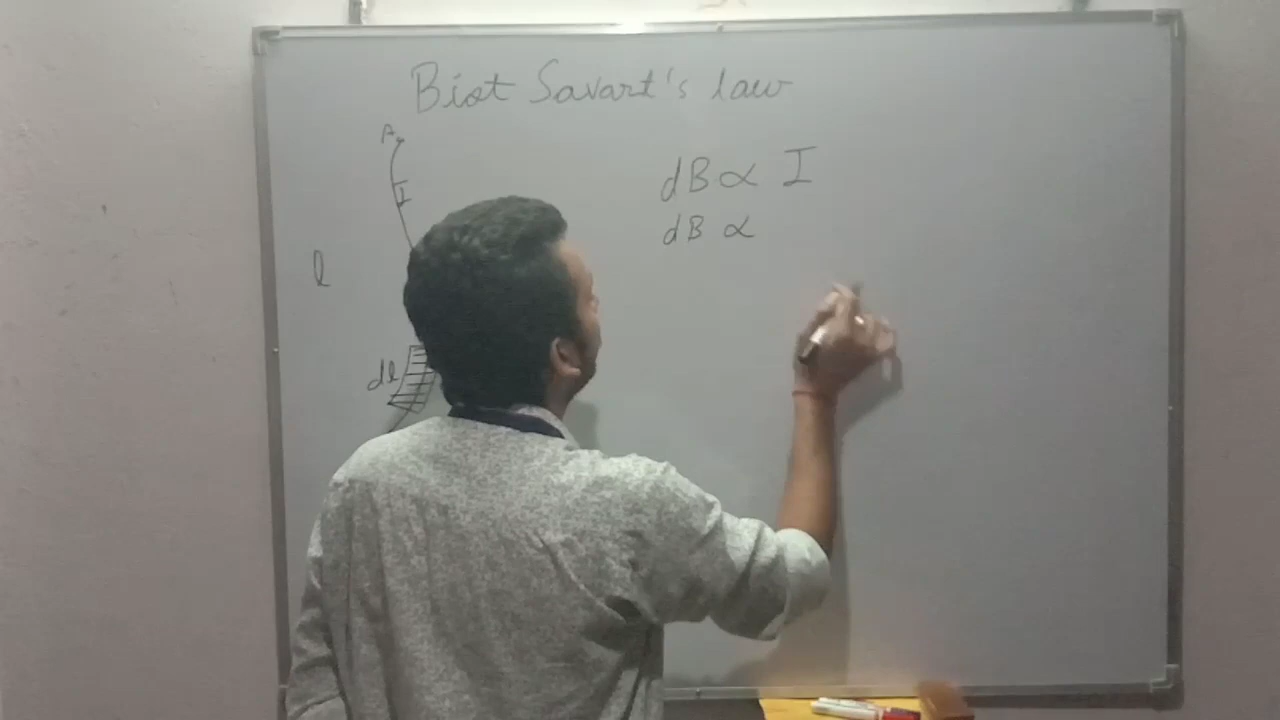 Biot Savart's law
A
I
dB ∝ I
dB ∝
l
dl